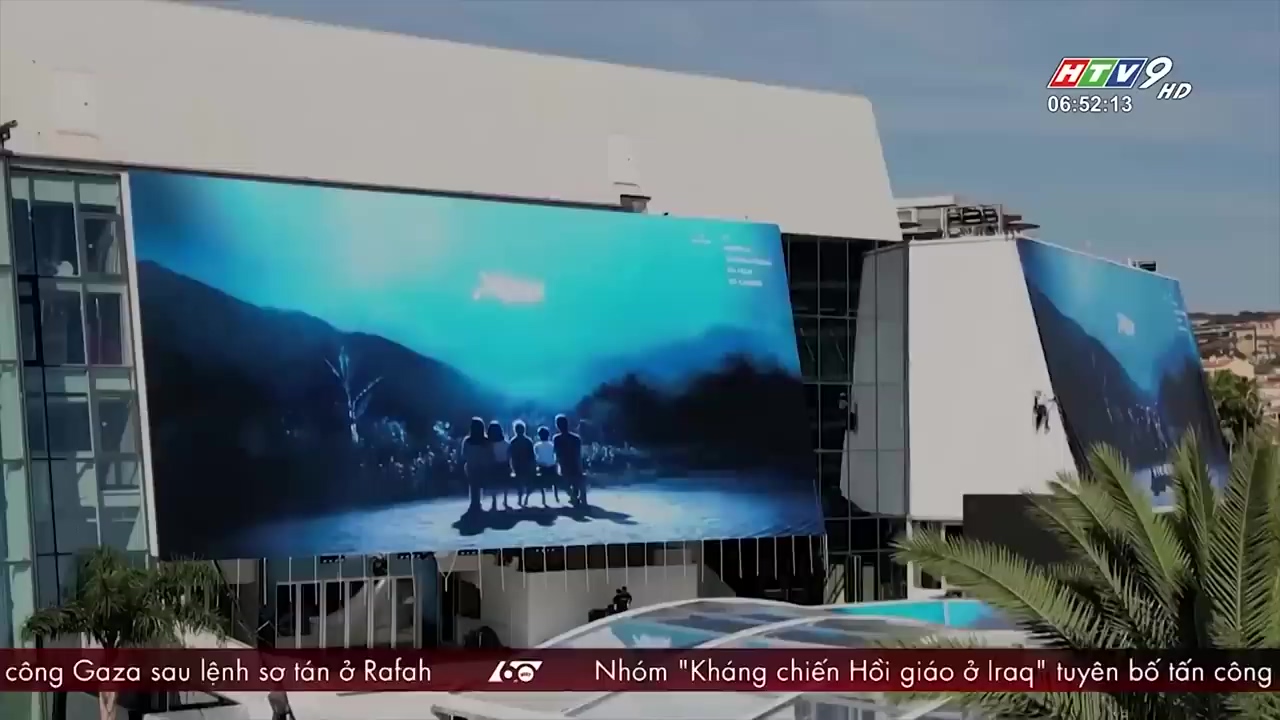 HTV9 HD
06:52:13
công Gaza sau lệnh sơ tán ở Rafah
60 Nhóm "Kháng chiến Hồi giáo ở Iraq" tuyên bố tấn công